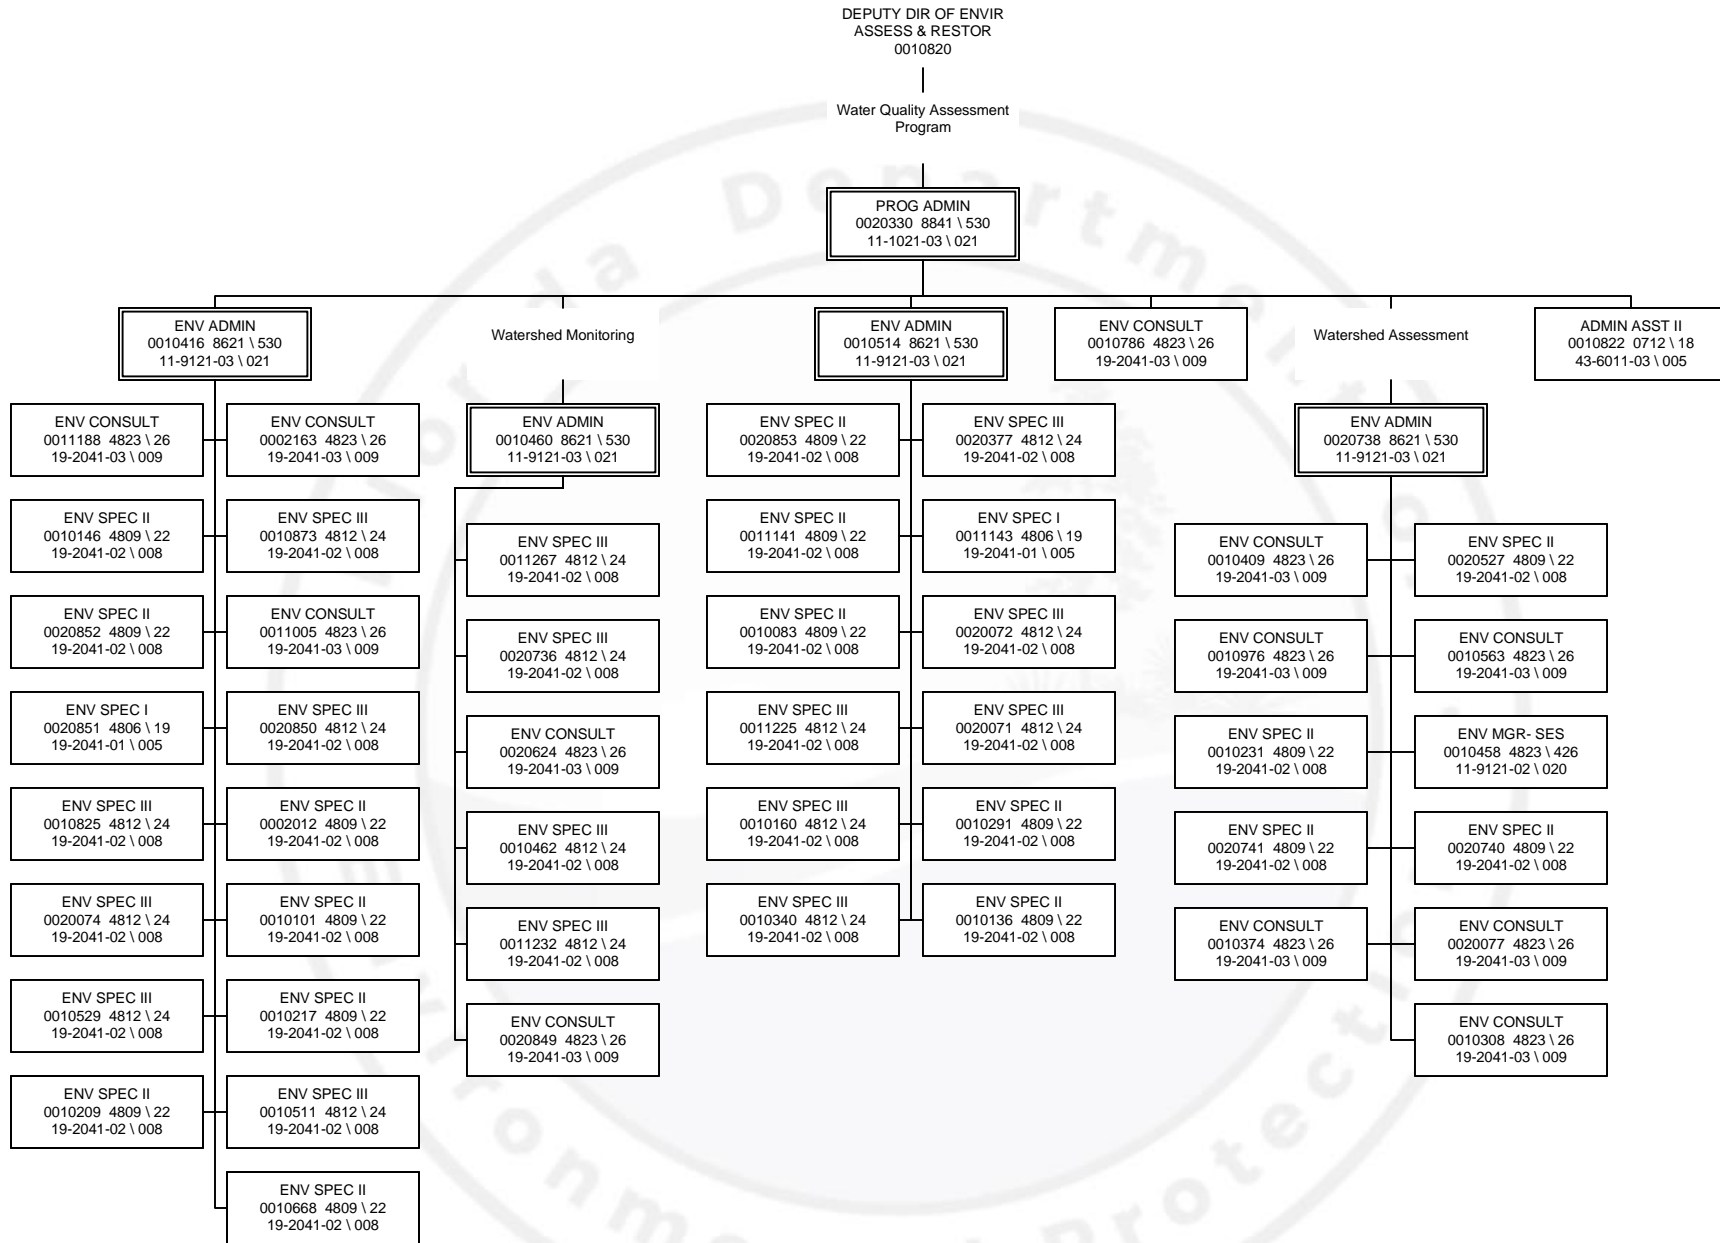 DEPUTY DIR OF ENVIR
ASSESS & RESTOR
0010820
Water Quality Assessment
Program
PROG ADMIN
0020330 8841 \ 530
11-1021-03 \ 021
ENV ADMIN
0010416 8621 \ 530
11-9121-03 \ 021
Watershed Monitoring
ENV ADMIN
0010514 8621 \ 530
11-9121-03 \ 021
ENV CONSULT
0010786 4823 \ 26
19-2041-03 \ 009
Watershed Assessment
ADMIN ASST II
0010822 0712 \ 18
43-6011-03 \ 005
ENV CONSULT
0011188 4823 \ 26
19-2041-03 \ 009
ENV CONSULT
0002163 4823 \ 26
19-2041-03 \ 009
ENV SPEC II
0010146 4809 \ 22
19-2041-02 \ 008
ENV SPEC III
0010873 4812 \ 24
19-2041-02 \ 008
ENV SPEC II
0020852 4809 \ 22
19-2041-02 \ 008
ENV CONSULT
0011005 4823 \ 26
19-2041-03 \ 009
ENV SPEC I
0020851 4806 \ 19
19-2041-01 \ 005
ENV SPEC III
0020850 4812 \ 24
19-2041-02 \ 008
ENV SPEC III
0010825 4812 \ 24
19-2041-02 \ 008
ENV SPEC II
0002012 4809 \ 22
19-2041-02 \ 008
ENV SPEC III
0020074 4812 \ 24
19-2041-02 \ 008
ENV SPEC II
0010101 4809 \ 22
19-2041-02 \ 008
ENV SPEC III
0010529 4812 \ 24
19-2041-02 \ 008
ENV SPEC II
0010217 4809 \ 22
19-2041-02 \ 008
ENV SPEC II
0010209 4809 \ 22
19-2041-02 \ 008
ENV SPEC III
0010511 4812 \ 24
19-2041-02 \ 008
ENV SPEC II
0010668 4809 \ 22
19-2041-02 \ 008
ENV ADMIN
0010460 8621 \ 530
11-9121-03 \ 021
ENV SPEC III
0011267 4812 \ 24
19-2041-02 \ 008
ENV SPEC III
0020736 4812 \ 24
19-2041-02 \ 008
ENV CONSULT
0020624 4823 \ 26
19-2041-03 \ 009
ENV SPEC III
0010462 4812 \ 24
19-2041-02 \ 008
ENV SPEC III
0011232 4812 \ 24
19-2041-02 \ 008
ENV CONSULT
0020849 4823 \ 26
19-2041-03 \ 009
ENV SPEC II
0020853 4809 \ 22
19-2041-02 \ 008
ENV SPEC III
0020377 4812 \ 24
19-2041-02 \ 008
ENV SPEC II
0011141 4809 \ 22
19-2041-02 \ 008
ENV SPEC I
0011143 4806 \ 19
19-2041-01 \ 005
ENV SPEC II
0010083 4809 \ 22
19-2041-02 \ 008
ENV SPEC III
0020072 4812 \ 24
19-2041-02 \ 008
ENV SPEC III
0011225 4812 \ 24
19-2041-02 \ 008
ENV SPEC III
0020071 4812 \ 24
19-2041-02 \ 008
ENV SPEC III
0010160 4812 \ 24
19-2041-02 \ 008
ENV SPEC II
0010291 4809 \ 22
19-2041-02 \ 008
ENV SPEC III
0010340 4812 \ 24
19-2041-02 \ 008
ENV SPEC II
0010136 4809 \ 22
19-2041-02 \ 008
ENV ADMIN
0020738 8621 \ 530
11-9121-03 \ 021
ENV CONSULT
0010409 4823 \ 26
19-2041-03 \ 009
ENV SPEC II
0020527 4809 \ 22
19-2041-02 \ 008
ENV CONSULT
0010976 4823 \ 26
19-2041-03 \ 009
ENV CONSULT
0010563 4823 \ 26
19-2041-03 \ 009
ENV SPEC II
0010231 4809 \ 22
19-2041-02 \ 008
ENV MGR- SES
0010458 4823 \ 426
11-9121-02 \ 020
ENV SPEC II
0020741 4809 \ 22
19-2041-02 \ 008
ENV SPEC II
0020740 4809 \ 22
19-2041-02 \ 008
ENV CONSULT
0010374 4823 \ 26
19-2041-03 \ 009
ENV CONSULT
0020077 4823 \ 26
19-2041-03 \ 009
ENV CONSULT
0010308 4823 \ 26
19-2041-03 \ 009